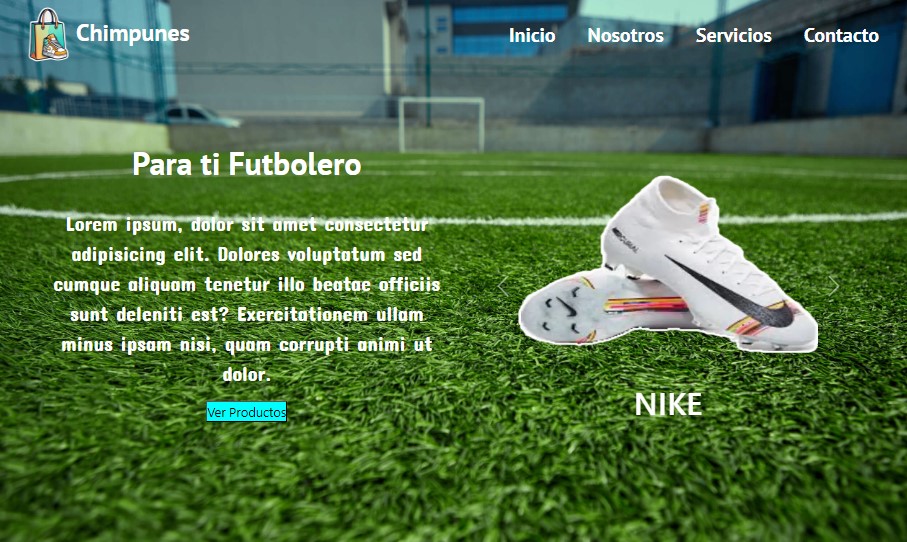 Chimpunes
Inicio Nosotros Servicios Contacto
Para ti Futbolero
Lorem ipsum, dolor sit amet consectetur
adipisicing elit. Dolores voluptatum sed
cumque aliquam tenetur illo beatae officiis
sunt deleniti est? Exercitationem ullam
minus ipsam nisi, quam corrupti animi ut
dolor.
Ver Productos
NIKE